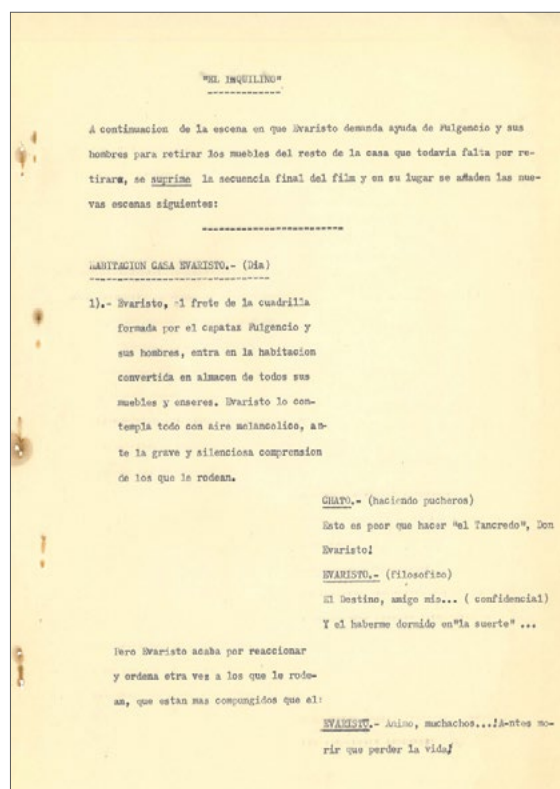 "EL INQUILINO"
A continuacion de la escena en que Evaristo demanda ayuda de Fulgencio y sus
hombres para retirar los muebles del resto de la casa que todavia falta por re-
tirarx, se suprime la secuencia final del film y en su lugar se añaden las nue-
vas escenas siguientes:
HABITACION CASA EVARISTO.- (Dia)
1).- Evaristo, al frete de la cuadrilla
formada por el capataz Fulgencio y
sus hombres, entra en la habitacion
convertida en almacen de todos sus
muebles y enseres. Evaristo lo con-
templa todo con aire melancolico, an-
te la grave y silenciosa comprension
de los que le rodean.
CHATO.- (haciendo pucheros)
Esto es peor que hacer "el Tancredo", Don
Evaristo!
EVARISTO.- (filosofico)
El Destino, amigo mio... ( confidencial)
Y el haberme dormido en"la suerte" ...
Pero Evaristo acaba por reaccionar
y ordena otra vez a los que le rode-
an, que estan mas compungidos que el:
EVARISTO.- Animo, muchachos...!A-ntes mo-
rir que perder la vida!